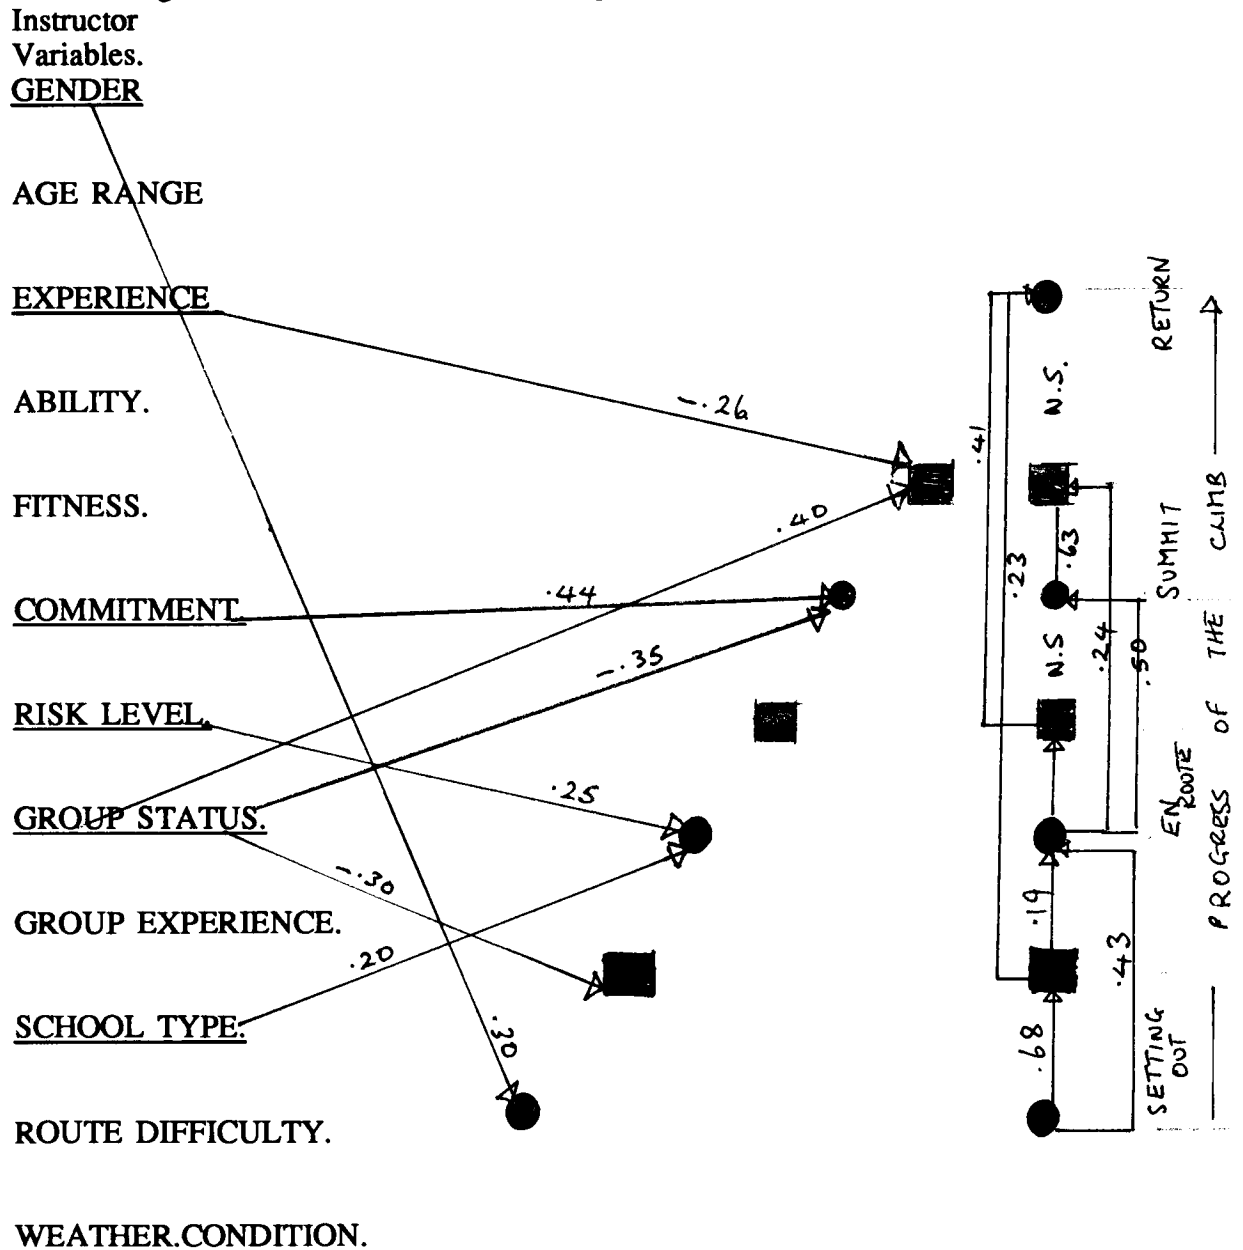 Instructor
Variables.
GENDER
AGE RANGE
EXPERIENCE
ABILITY.
FITNESS.
COMMITMENT.
RISK LEVEL.
GROUP STATUS.
GROUP EXPERIENCE.
SCHOOL TYPE.
ROUTE DIFFICULTY.
WEATHER.CONDITION.
-.26
.40
.44
-.35
.25
-.30
.20
.30
.41
.23
N.S.
.63
N.S
.24
.50
.19
.43
.68
RETURN
SUMMIT
EN ROUTE
SETTING OUT
PROGRESS OF THE CLIMB